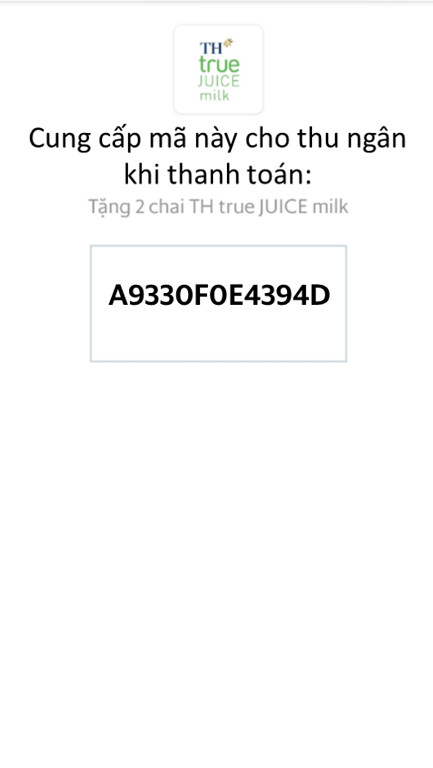 TH
true
JUICE
milk
Cung cấp mã này cho thu ngân
khi thanh toán:
Tặng 2 chai TH true JUICE milk
A9330F0E4394D